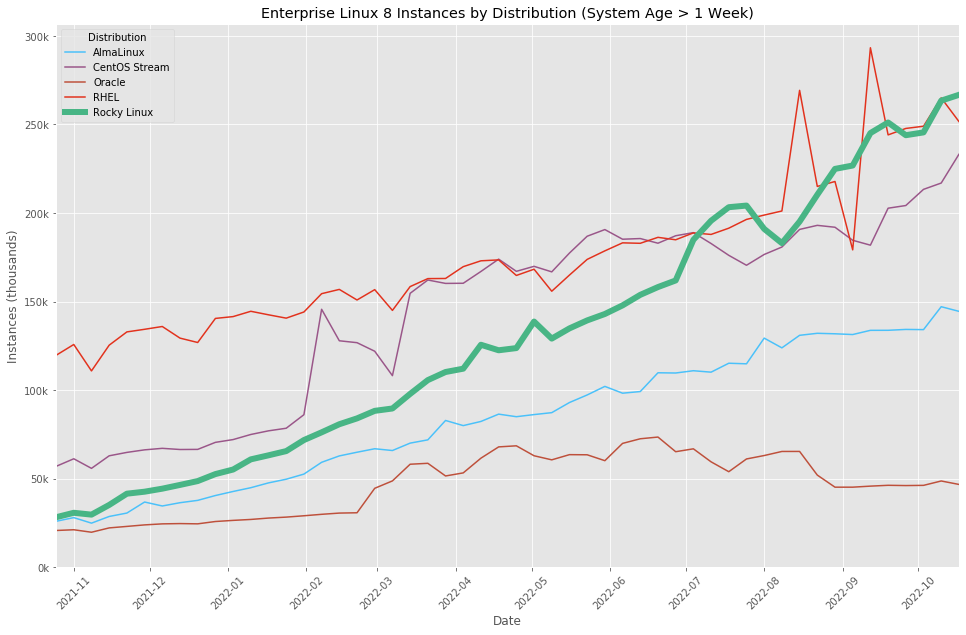 Enterprise Linux 8 Instances by Distribution (System Age > 1 Week)
Distribution
AlmaLinux
CentOS Stream
Oracle
RHEL
Rocky Linux
300k
250k
200k
150k
100k
50k
0k
Instances (thousands)
2021-11
2021-12
2022-01
2022-02
2022-03
2022-04
2022-05
2022-06
2022-07
2022-08
2022-09
2022-10
Date